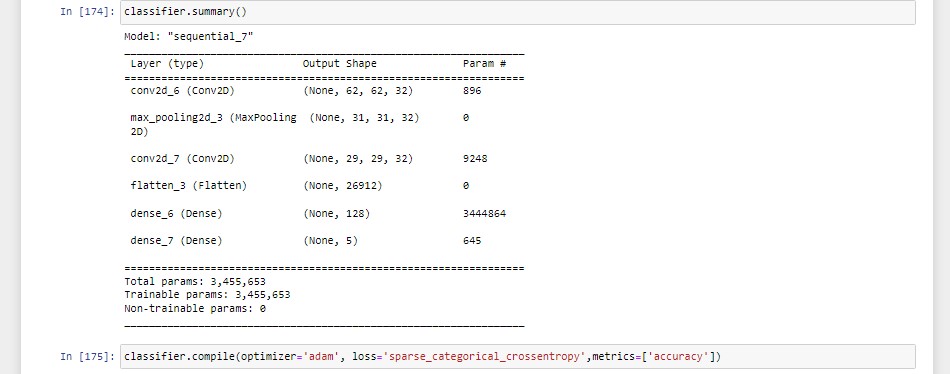 In [174]: classifier.summary()
Model: "sequential_7"
Layer (type) Output Shape Param #
=================================================================
conv2d_6 (Conv2D) (None, 62, 62, 32) 896
max_pooling2d_3 (MaxPooling (None, 31, 31, 32) 0
2D)
conv2d_7 (Conv2D) (None, 29, 29, 32) 9248
flatten_3 (Flatten) (None, 26912) 0
dense_6 (Dense) (None, 128) 3444864
dense_7 (Dense) (None, 5) 645
=================================================================
Total params: 3,455,653
Trainable params: 3,455,653
Non-trainable params: 0
In [175]: classifier.compile(optimizer='adam', loss='sparse_categorical_crossentropy',metrics=['accuracy'])